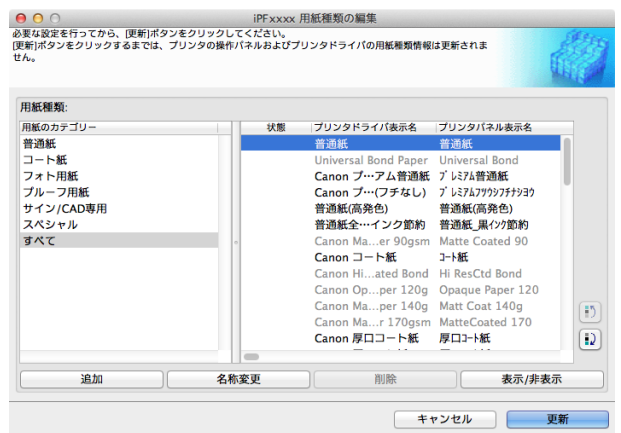 iPFxxxx 用紙種類の編集
必要な設定を行ってから、[更新]ボタンをクリックしてください。
[更新]ボタンをクリックするまでは、プリンタの操作パネルおよびプリンタドライバの用紙種類情報は更新されま
せん。
用紙種類:
用紙のカテゴリー
普通紙
コート紙
フォト用紙
プルーフ用紙
サイン/CAD専用
スペシャル
すべて
状態 プリンタドライバ表示名 プリンタパネル表示名
普通紙 普通紙
Universal Bond Paper Universal Bond
Canon プ…アム普通紙 プレミアム普通紙
Canon プ…(フチなし) プレミアムフツウシフチナシヨウ
普通紙(高発色) 普通紙(高発色)
普通紙全…インク節約 普通紙_黒インク節約
Canon Ma...er 90gsm Matte Coated 90
Canon コート紙 コート紙
Canon Hi...ated Bond Hi ResCtd Bond
Canon Op...per 120g Opaque Paper 120
Canon Ma...per 140g Matt Coat 140g
Canon Ma...r 170gsm MatteCoated 170
Canon 厚口コート紙 厚口コート紙
追加 名称変更 削除 表示/非表示
キャンセル 更新